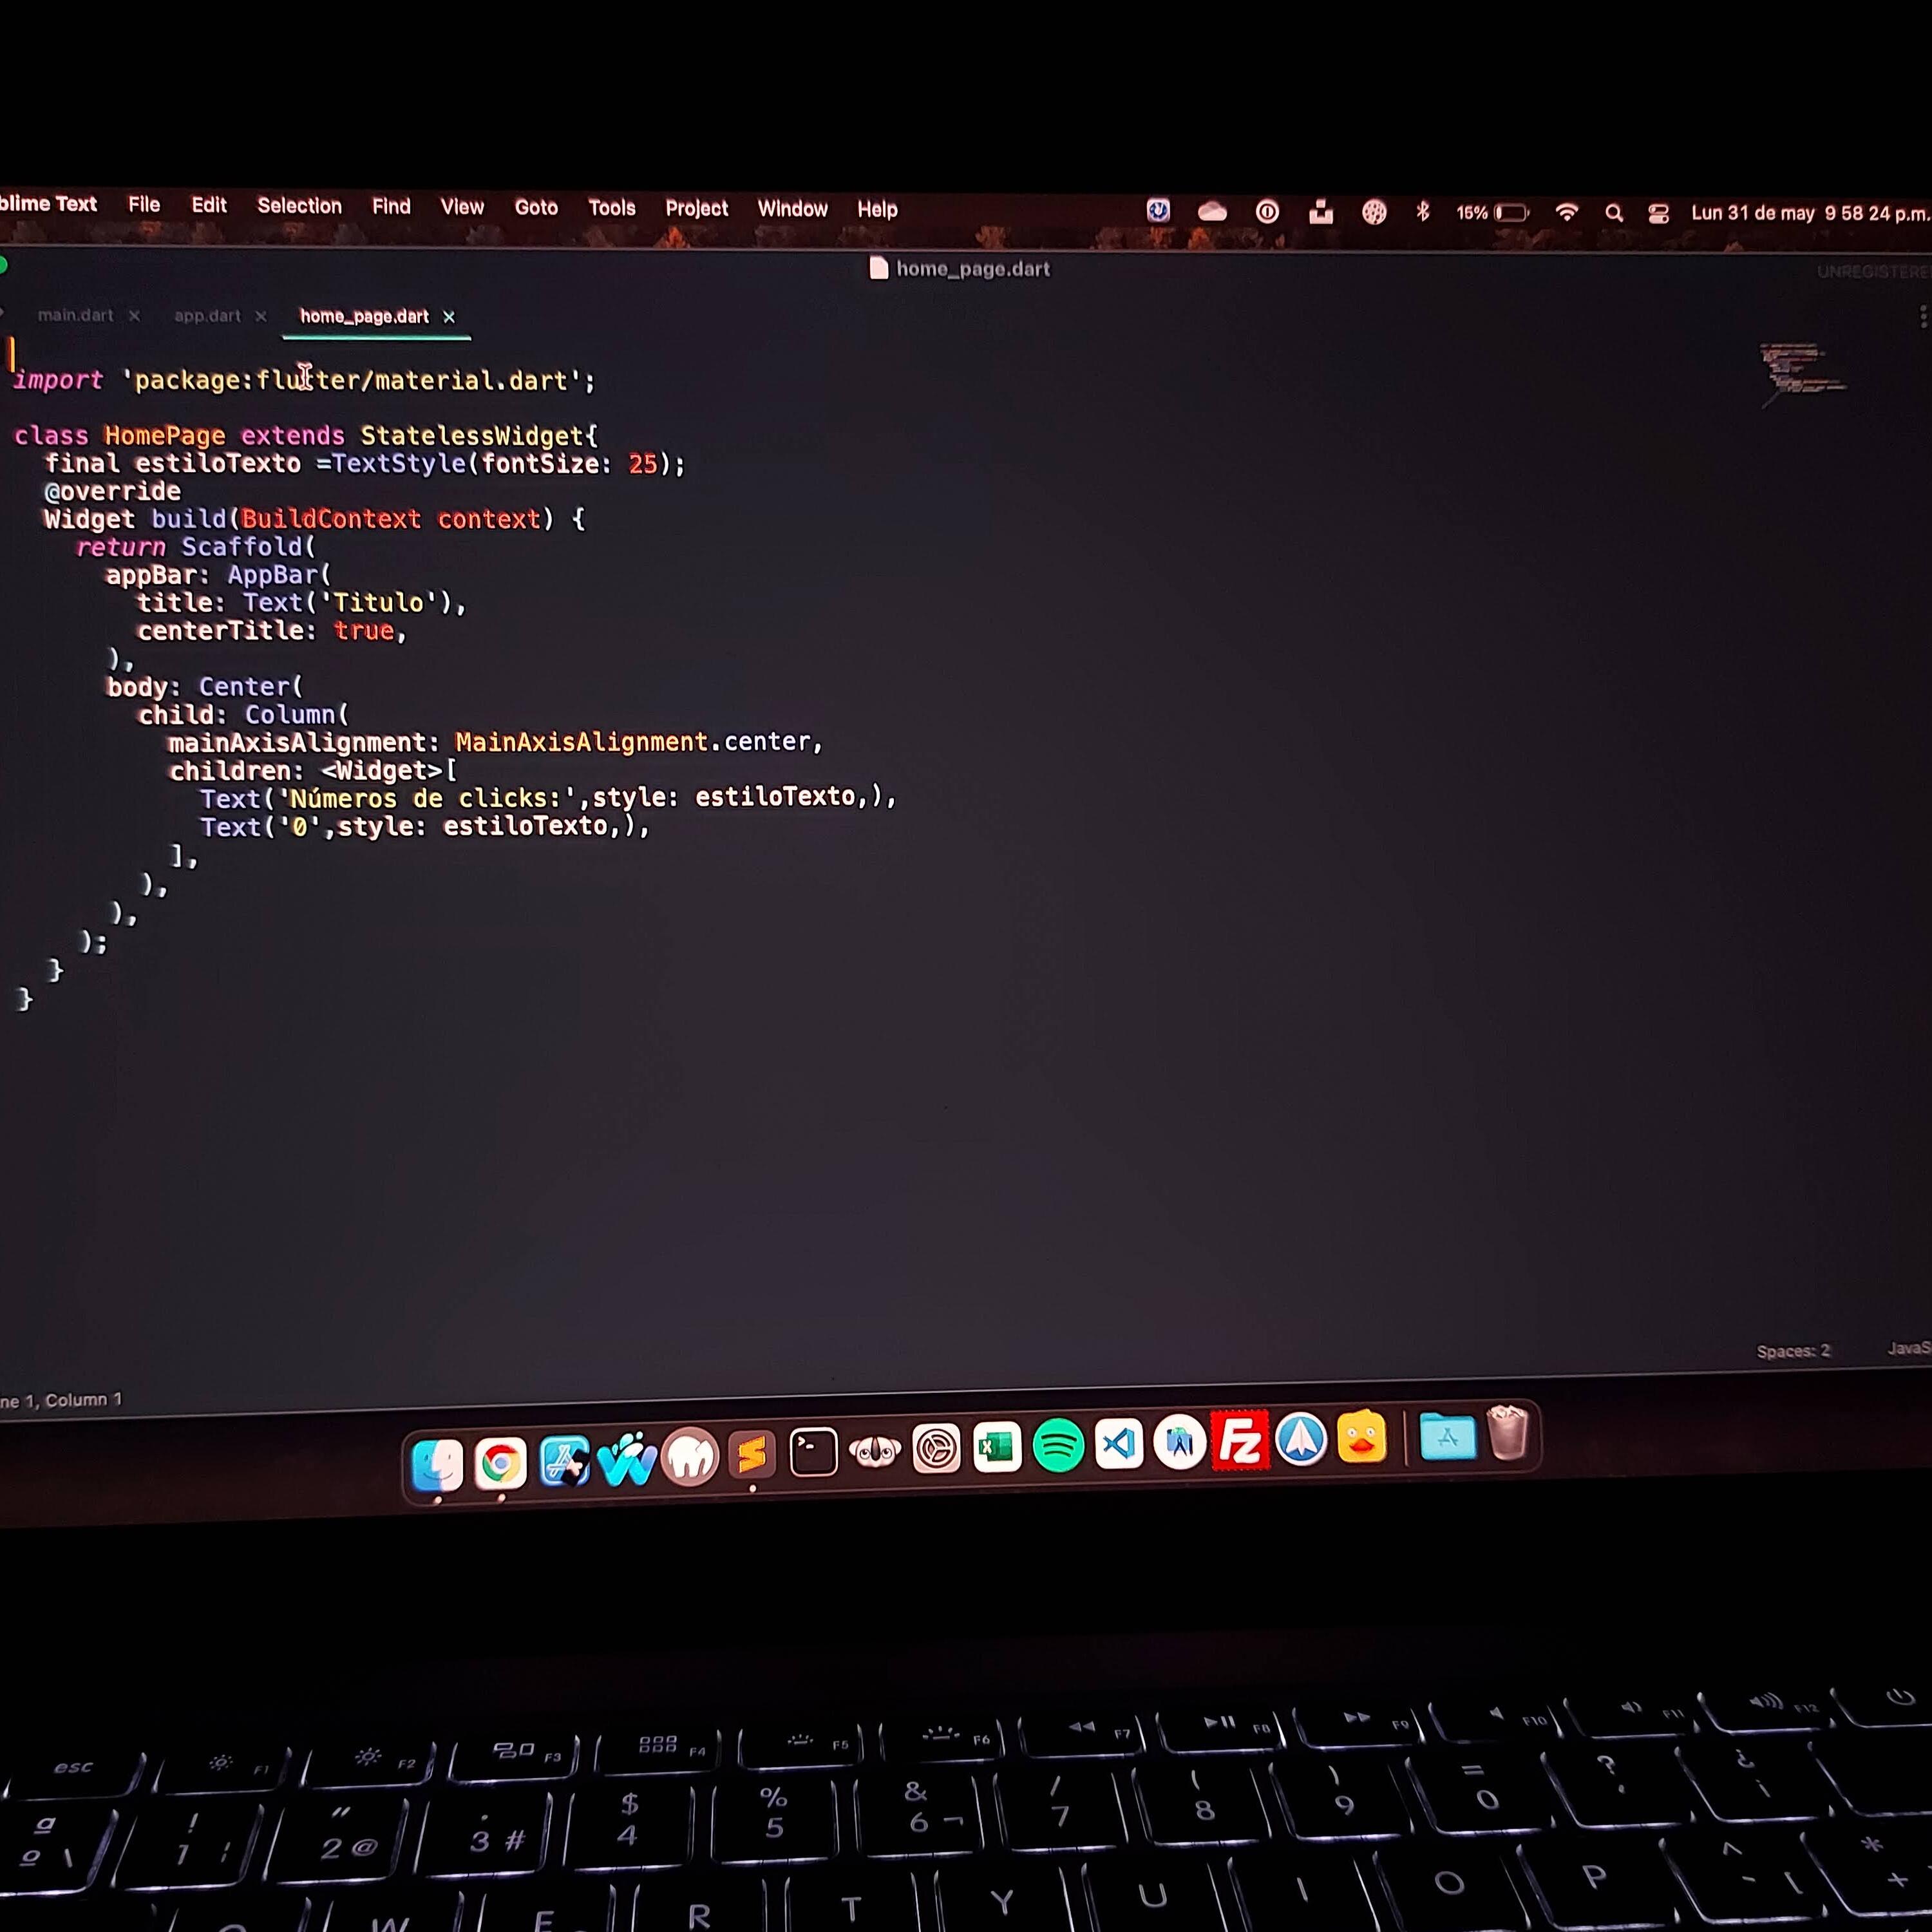 blime Text File Edit Selection Find View Goto Tools Project Window Help 15% Lun 31 de may 9 58 24 p.m.
home_page.dart UNREGISTERE
main.dart × app.dart × home_page.dart ×
import 'package:flutter/material.dart';
class HomePage extends StatelessWidget{
final estiloTexto =TextStyle(fontSize: 25);
@override
Widget build(BuildContext context) {
return Scaffold(
appBar: AppBar(
title: Text('Titulo'),
centerTitle: true,
),
body: Center(
child: Column(
mainAxisAlignment: MainAxisAlignment.center,
children: <Widget>[
Text('Números de clicks:',style: estiloTexto,),
Text('0',style: estiloTexto,),
],
),
),
);
}
}
ne 1, Column 1 Spaces: 2 JavaS
Fz
esc F1 F2 F3 F4 F5 F6 F7 F8 F9 F10 F11 F12
a ! " · $ % & / ( ) = ? ¿
º \ 1 2 @ 3 # 4 5 6 ¬ 7 8 9 0 ' ¡
W E R T Y U I O P ^ [ * +